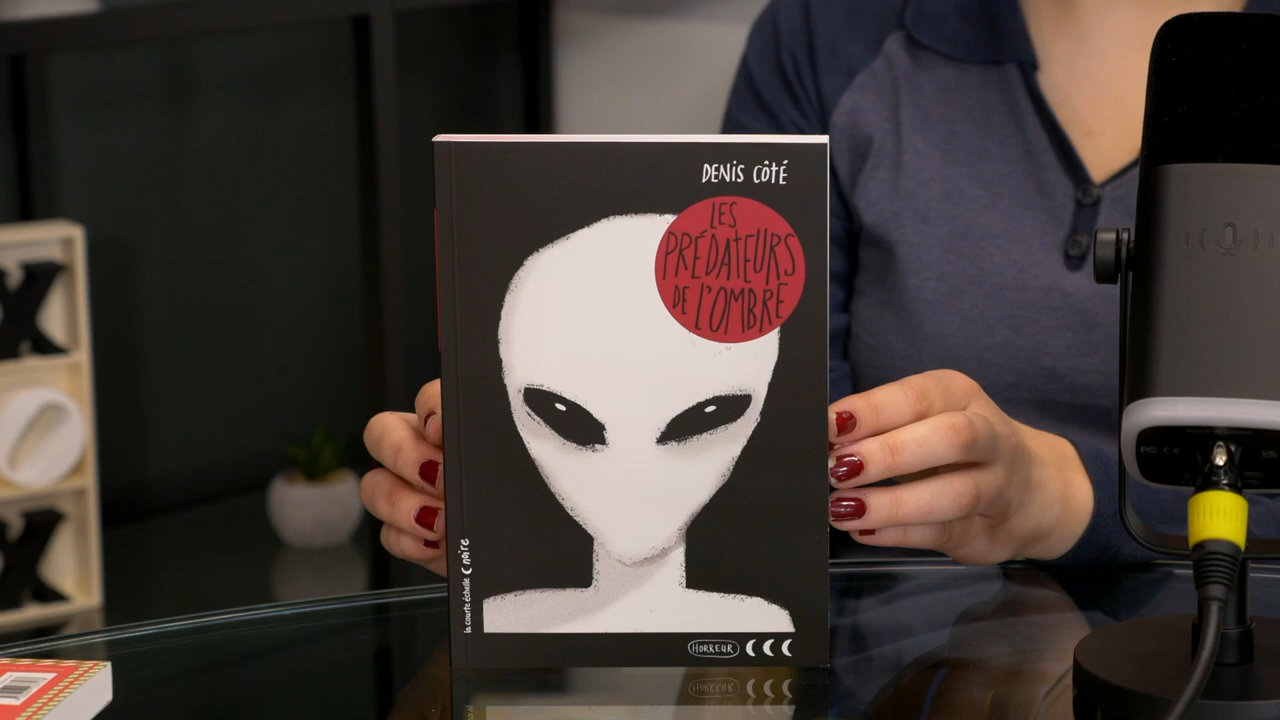 DENIS CÔTÉ
LES
PRÉDATEURS
DE L'OMBRE
la courte échelle noire
HORREUR
X
O
X